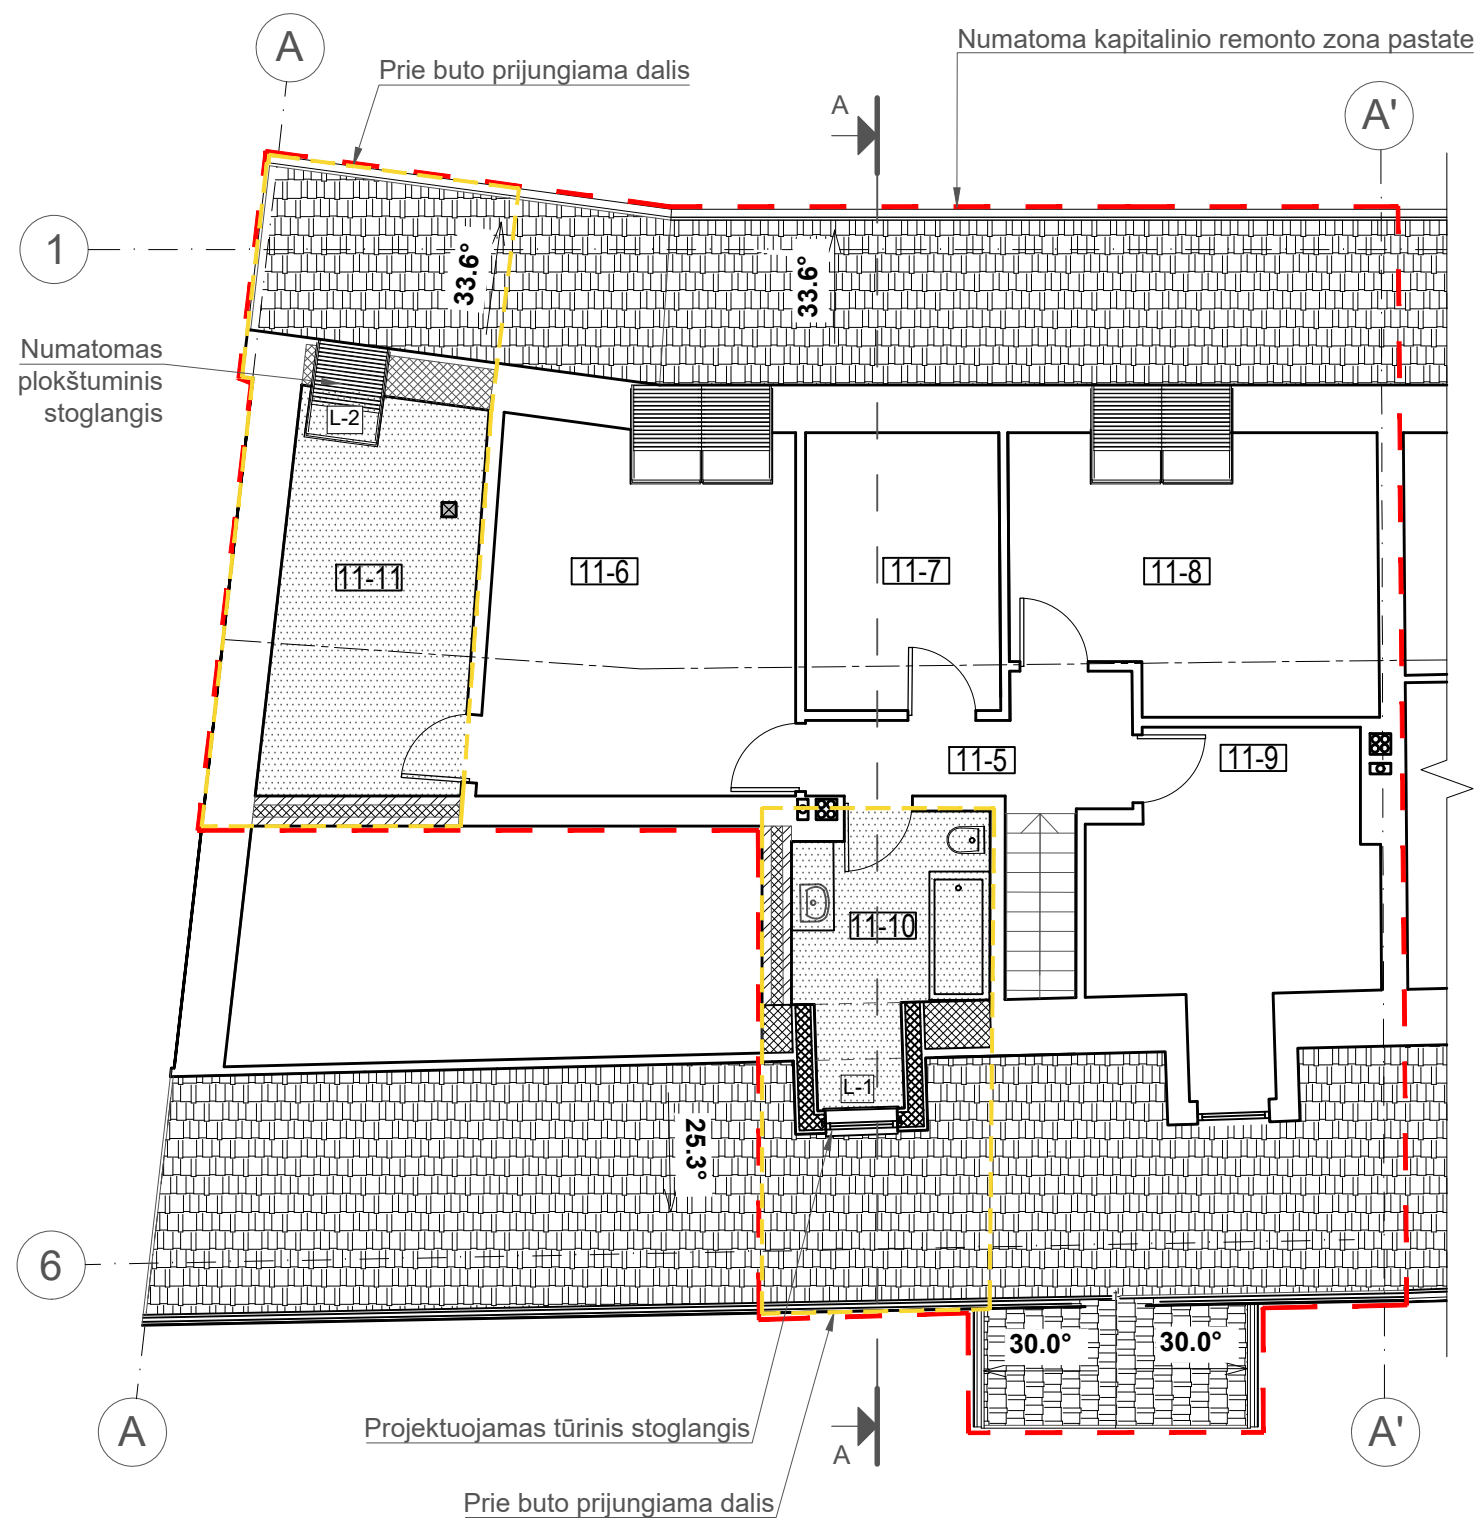 A
Prie buto prijungiama dalis
Numatoma kapitalinio remonto zona pastate
A
A'
1
33.6°
33.6°
Numatomas
plokštuminis
stoglangis
L-2
11-11
11-6
11-7
11-8
11-5
11-9
11-10
L-1
25.3°
6
30.0°
30.0°
A
Projektuojamas tūrinis stoglangis
A
A'
Prie buto prijungiama dalis